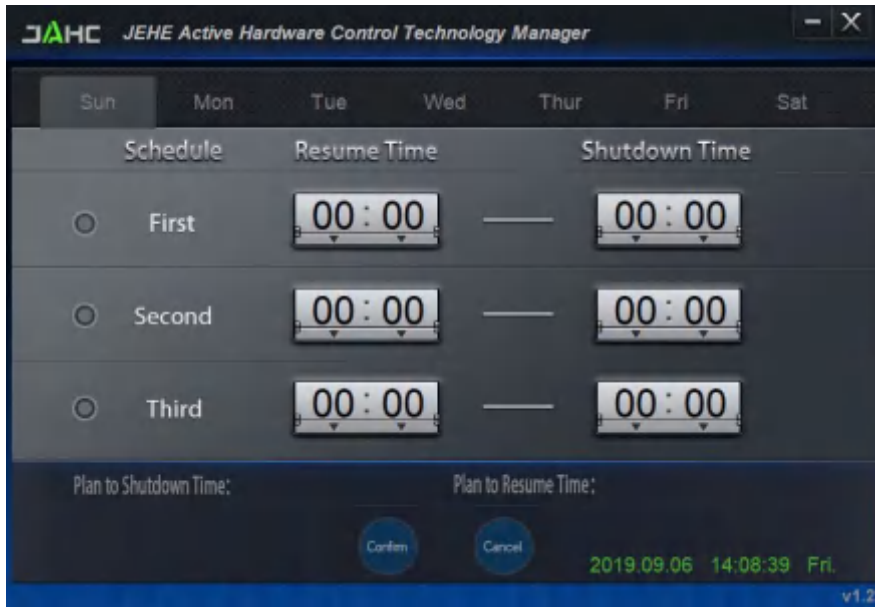 JAHC JEHE Active Hardware Control Technology Manager
Sun Mon Tue Wed Thur Fri Sat
Schedule Resume Time Shutdown Time
First 00:00 00:00
Second 00:00 00:00
Third 00:00 00:00
Plan to Shutdown Time: Plan to Resume Time:
Confirm Cancel
2019.09.06 14:08:39 Fri.
v1.2